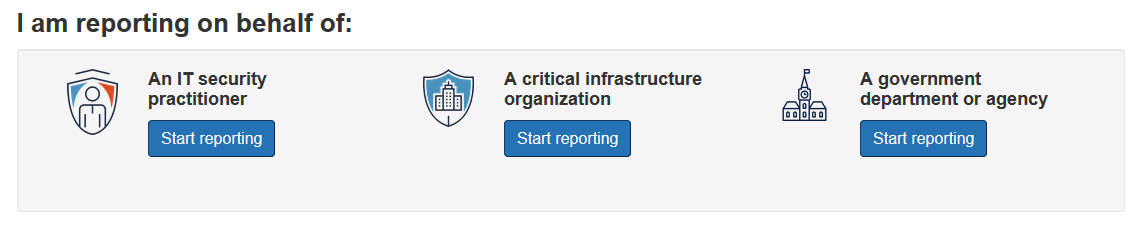 I am reporting on behalf of:
An IT security
practitioner
Start reporting
A critical infrastructure
organization
Start reporting
A government
department or agency
Start reporting